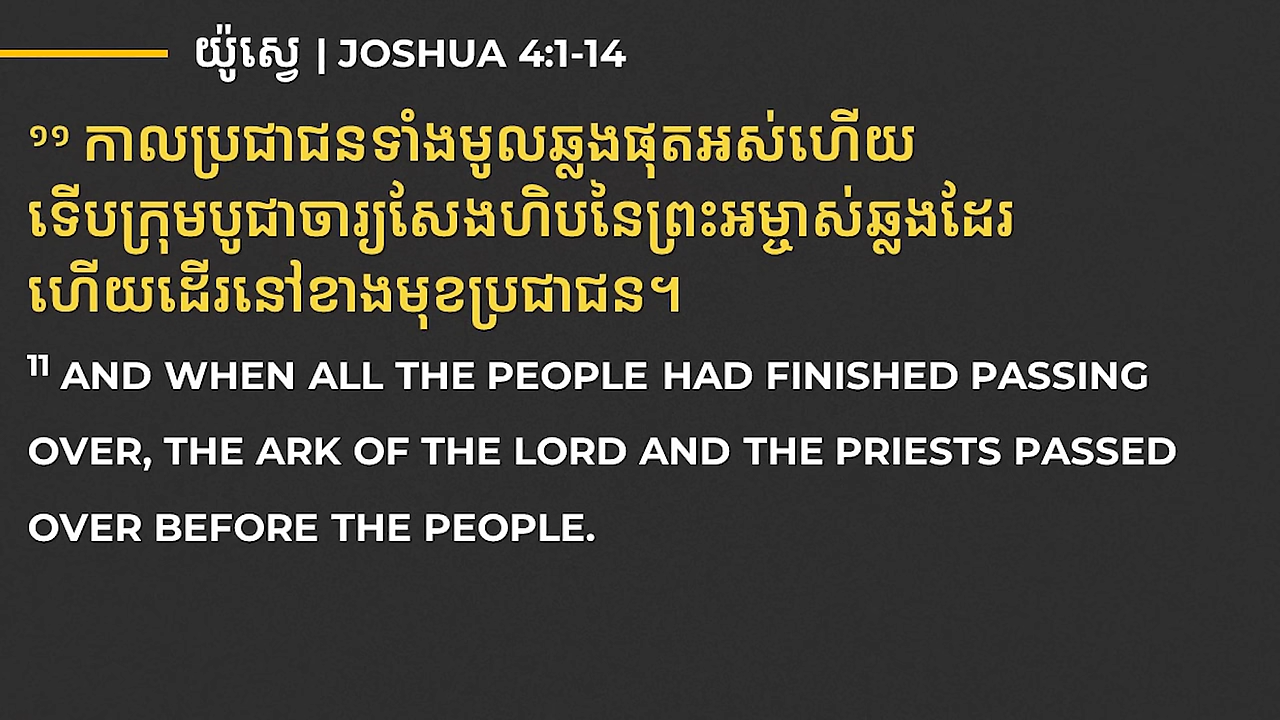 យ៉ូស្វេ | JOSHUA 4:1-14
១១ កាលប្រជាជនទាំងមូលឆ្លងផុតអស់ហើយ
ទើបក្រុមបូជាចារ្យសែងហិបនៃព្រះអម្ចាស់ឆ្លងដែរ
ហើយដើរនៅខាងមុខប្រជាជន។
11 AND WHEN ALL THE PEOPLE HAD FINISHED PASSING
OVER, THE ARK OF THE LORD AND THE PRIESTS PASSED
OVER BEFORE THE PEOPLE.